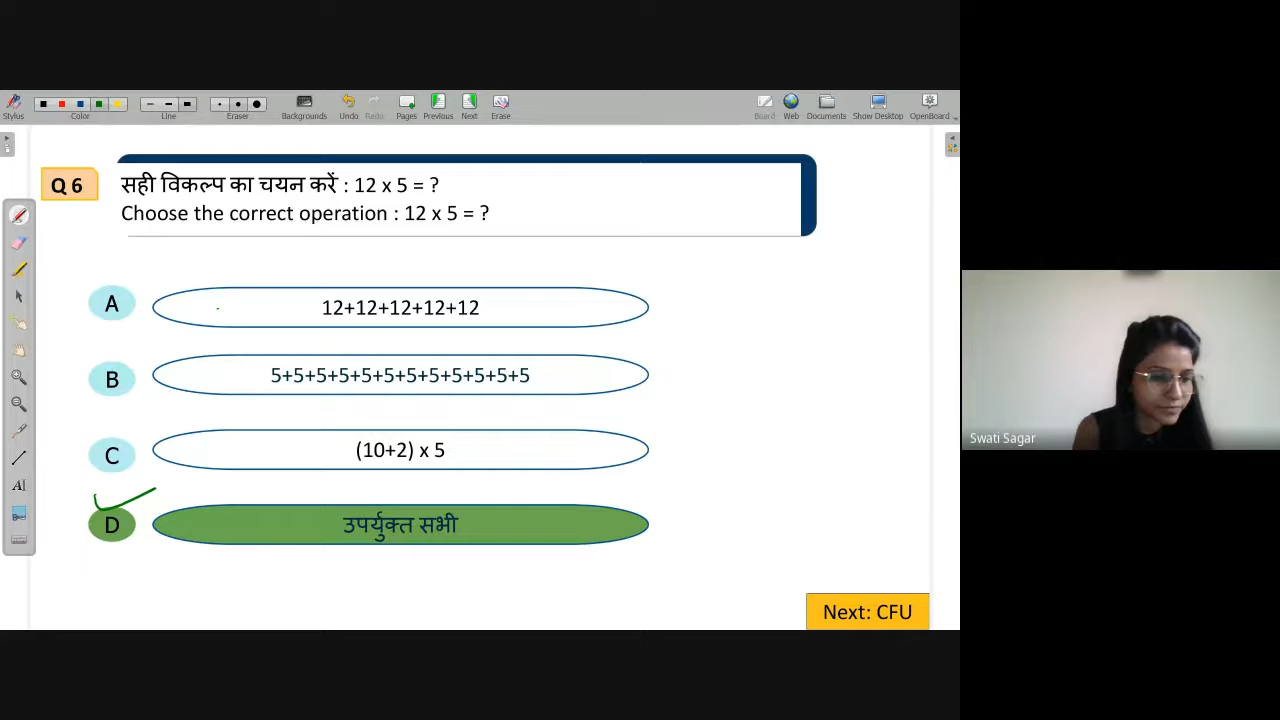 Stylus
Color
Line
Eraser
Backgrounds
Undo
Redo
Pages
Previous
Next
Erase
Board
Web
Documents
Show Desktop
OpenBoard
Q 6
सही विकल्प का चयन करें : 12 x 5 = ?
Choose the correct operation : 12 x 5 = ?
A
12+12+12+12+12
B
5+5+5+5+5+5+5+5+5+5+5+5
C
(10+2) x 5
D
उपर्युक्त सभी
Next: CFU
Swati Sagar